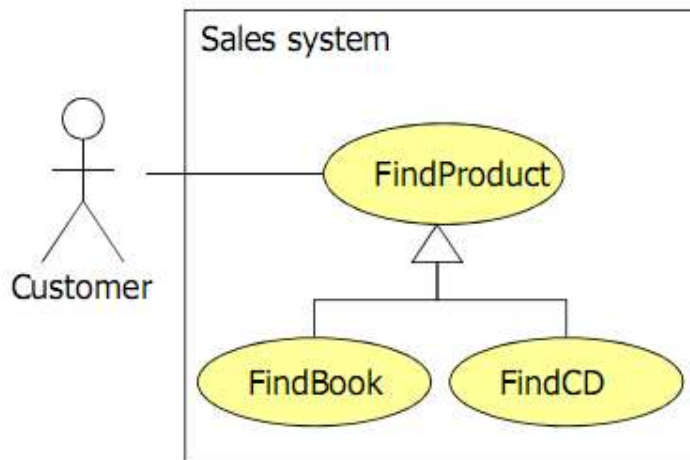 Sales system
FindProduct
Customer
FindBook
FindCD